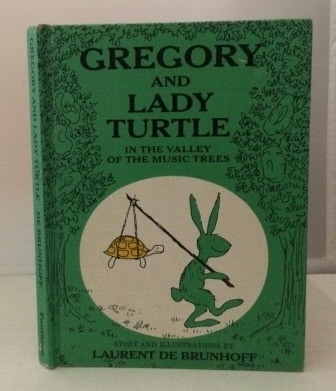 GREGORY
AND
LADY
TURTLE
IN THE VALLEY
OF THE MUSIC TREES
STORY AND ILLUSTRATIONS BY
LAURENT DE BRUNHOFF
GREGORY AND LADY TURTLE DE BRUNHOFF